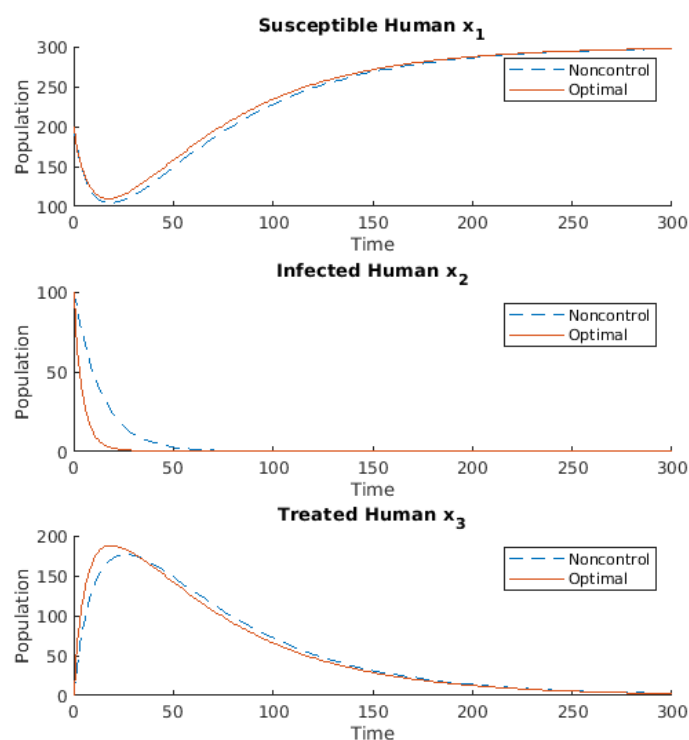 Susceptible Human x1
300
250
200
150
100
Population
Noncontrol
Optimal
0 50 100 150 200 250 300
Time
Infected Human x2
100
50
0
Population
Noncontrol
Optimal
0 50 100 150 200 250 300
Time
Treated Human x3
200
150
100
50
0
Population
Noncontrol
Optimal
0 50 100 150 200 250 300
Time